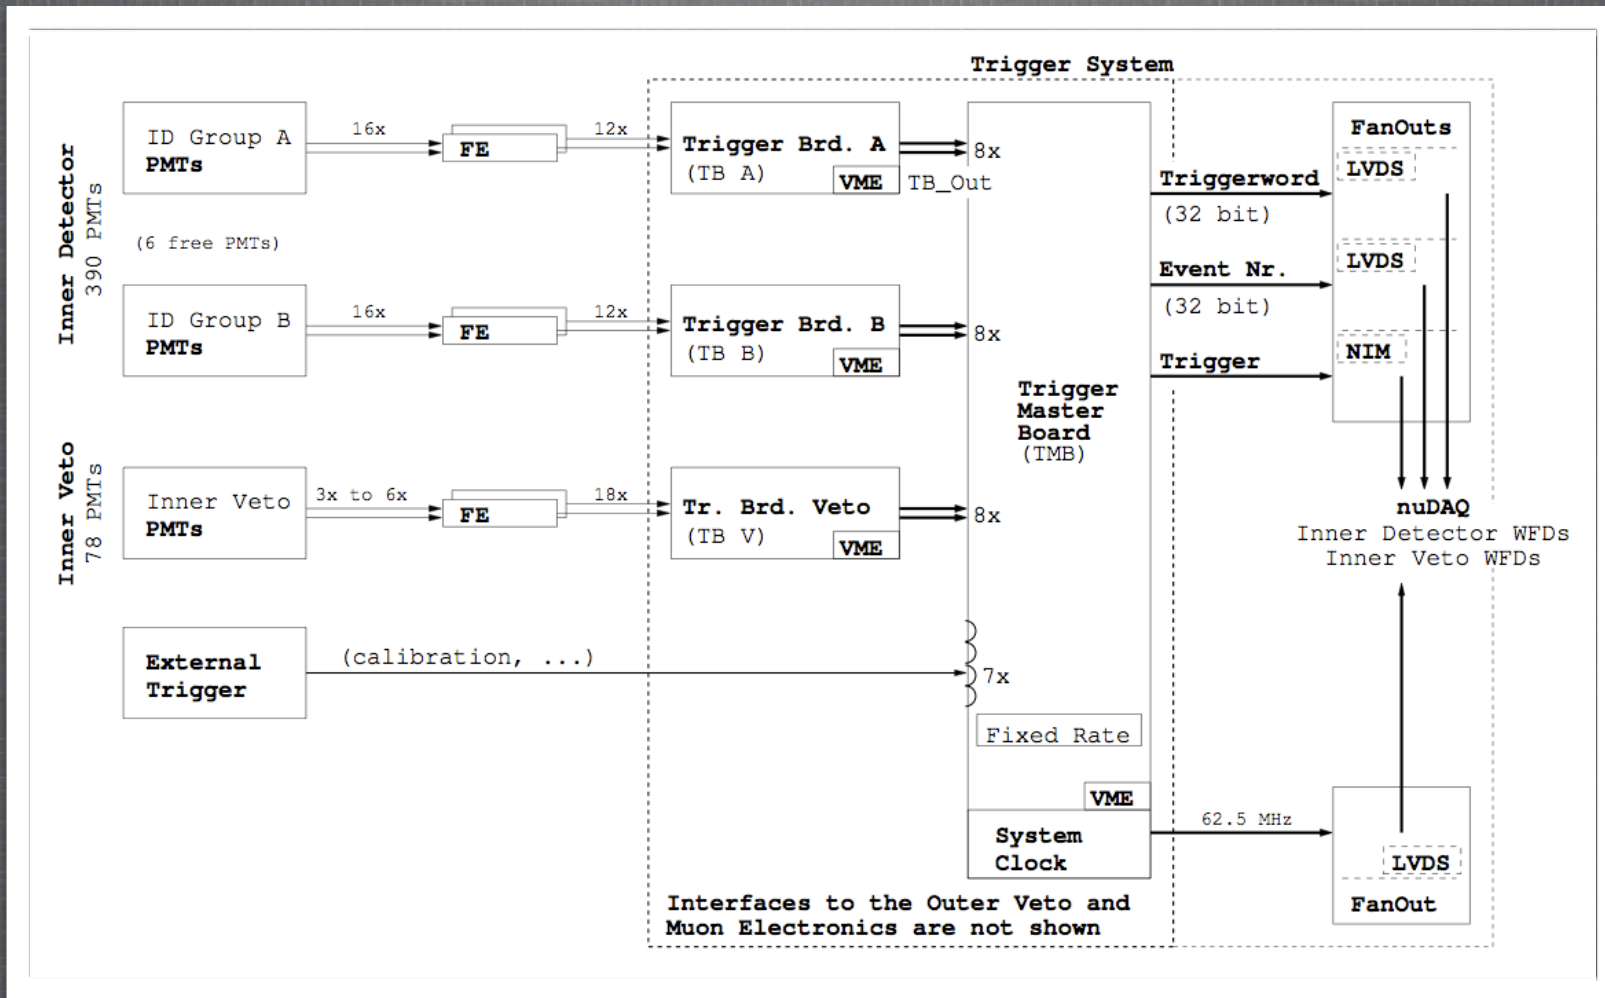 Trigger System
Inner Detector
390 PMTs
ID Group A
PMTs
16x
FE
12x
Trigger Brd. A
(TB A)
VME
8x
TB_Out
(6 free PMTs)
ID Group B
PMTs
16x
FE
12x
Trigger Brd. B
(TB B)
VME
8x
Inner Veto
78 PMTs
Inner Veto
PMTs
3x to 6x
FE
18x
Tr. Brd. Veto
(TB V)
VME
8x
External
Trigger
(calibration, ...)
7x
Trigger
Master
Board
(TMB)
Fixed Rate
VME
System
Clock
Triggerword
(32 bit)
Event Nr.
(32 bit)
Trigger
FanOuts
LVDS
LVDS
NIM
nuDAQ
Inner Detector WFDs
Inner Veto WFDs
62.5 MHz
LVDS
FanOut
Interfaces to the Outer Veto and
Muon Electronics are not shown